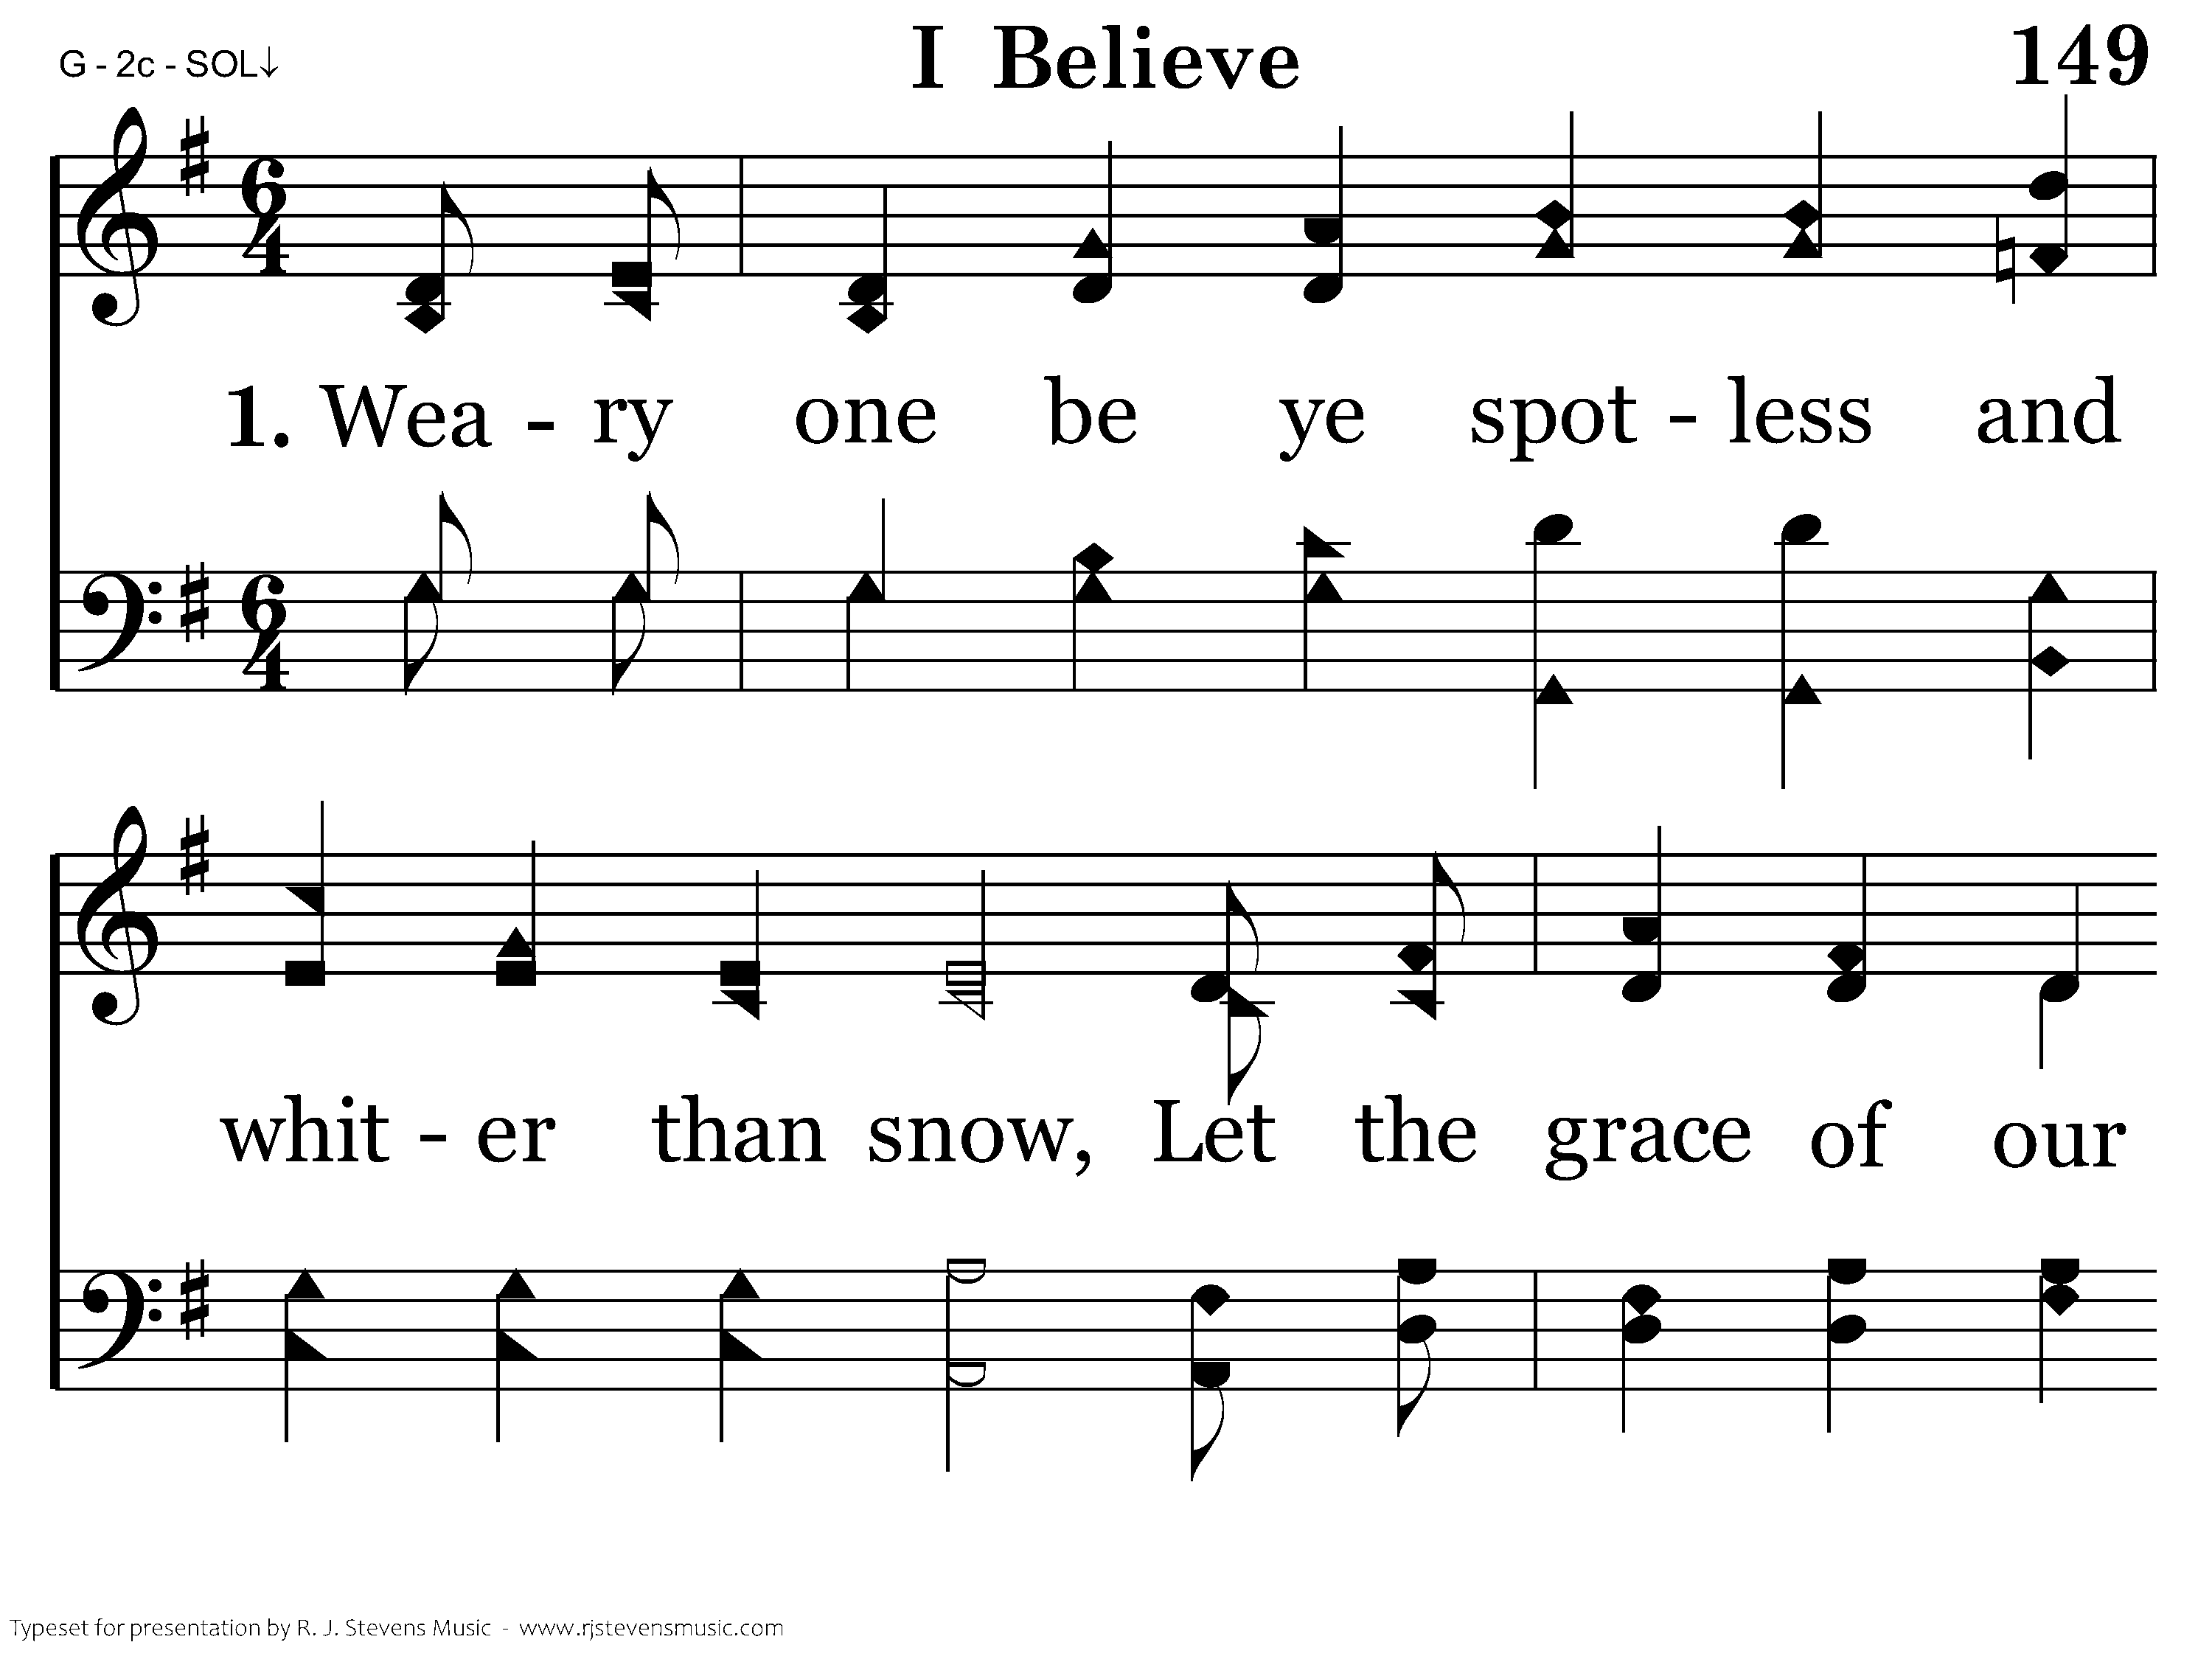 I Believe 149
G - 2c - SOL↓
1. Wea - ry one be ye spot - less and
whit - er than snow, Let the grace of our
Typeset for presentation by R. J. Stevens Music - www.rjstevensmusic.com